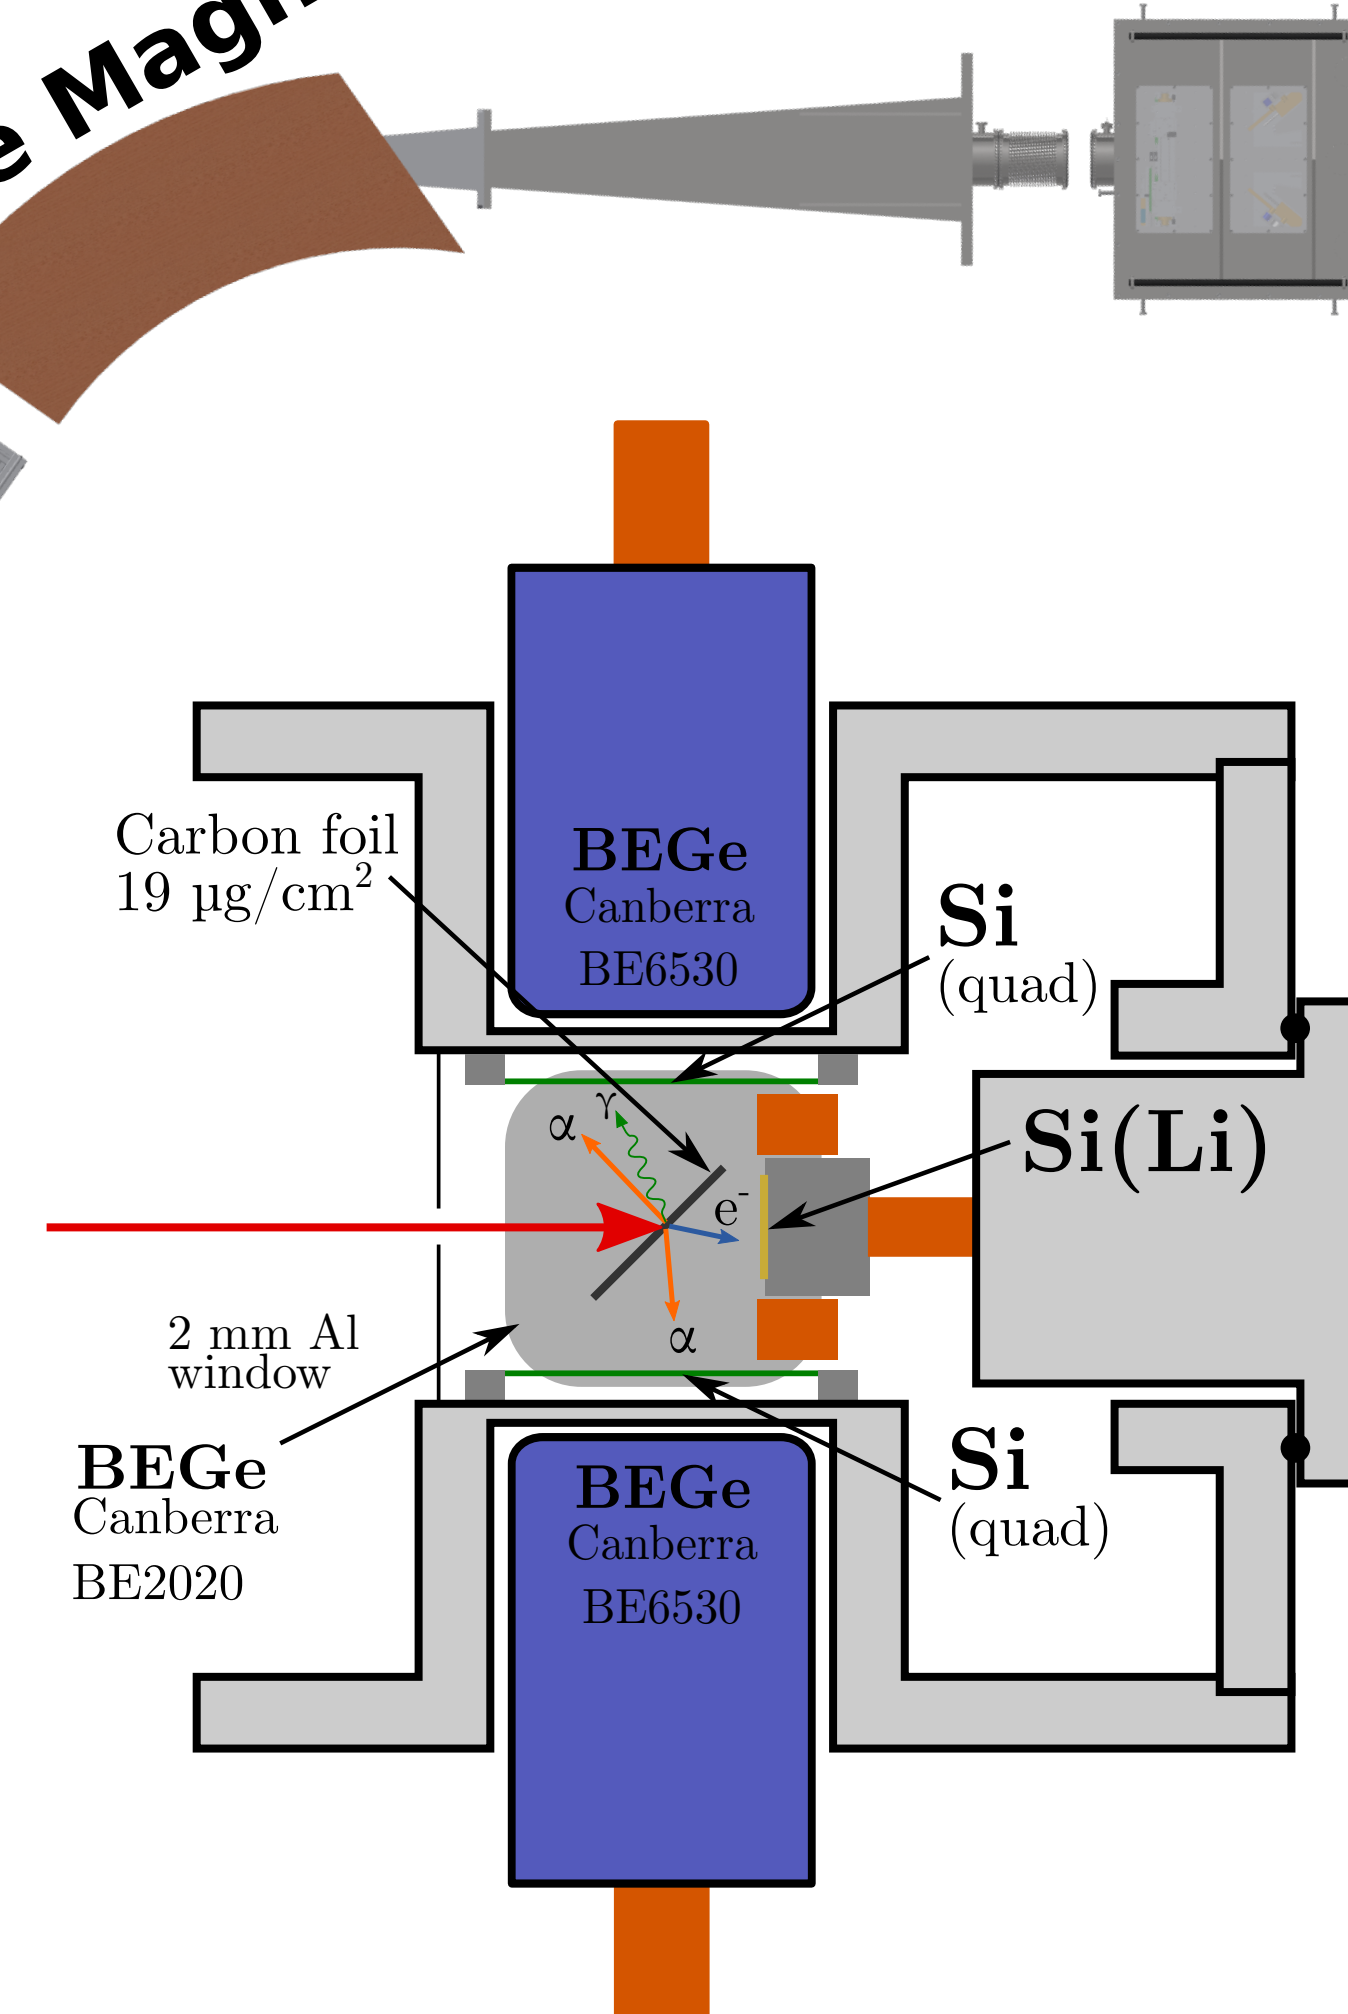 e Magn
BEGe
Canberra
BE6530
Carbon foil
19 µg/cm²
Si
(quad)
γ
α
e⁻
Si(Li)
α
2 mm Al
window
BEGe
Canberra
BE2020
Si
(quad)
BEGe
Canberra
BE6530